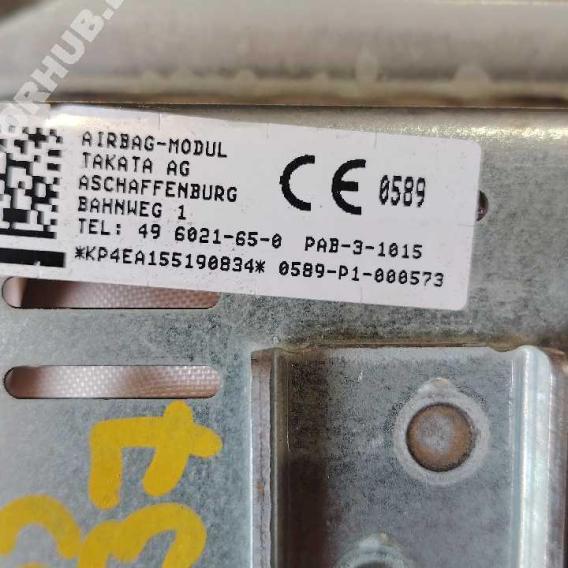 AIRBAG-MODUL
TAKATA AG
ASCHAFFENBURG
BAHNWEG 1
TEL: 49 6021-65-0 PAB-3-1015
*KP4EA155190834* 0589-P1-000573
CE 0589
ORHUB.